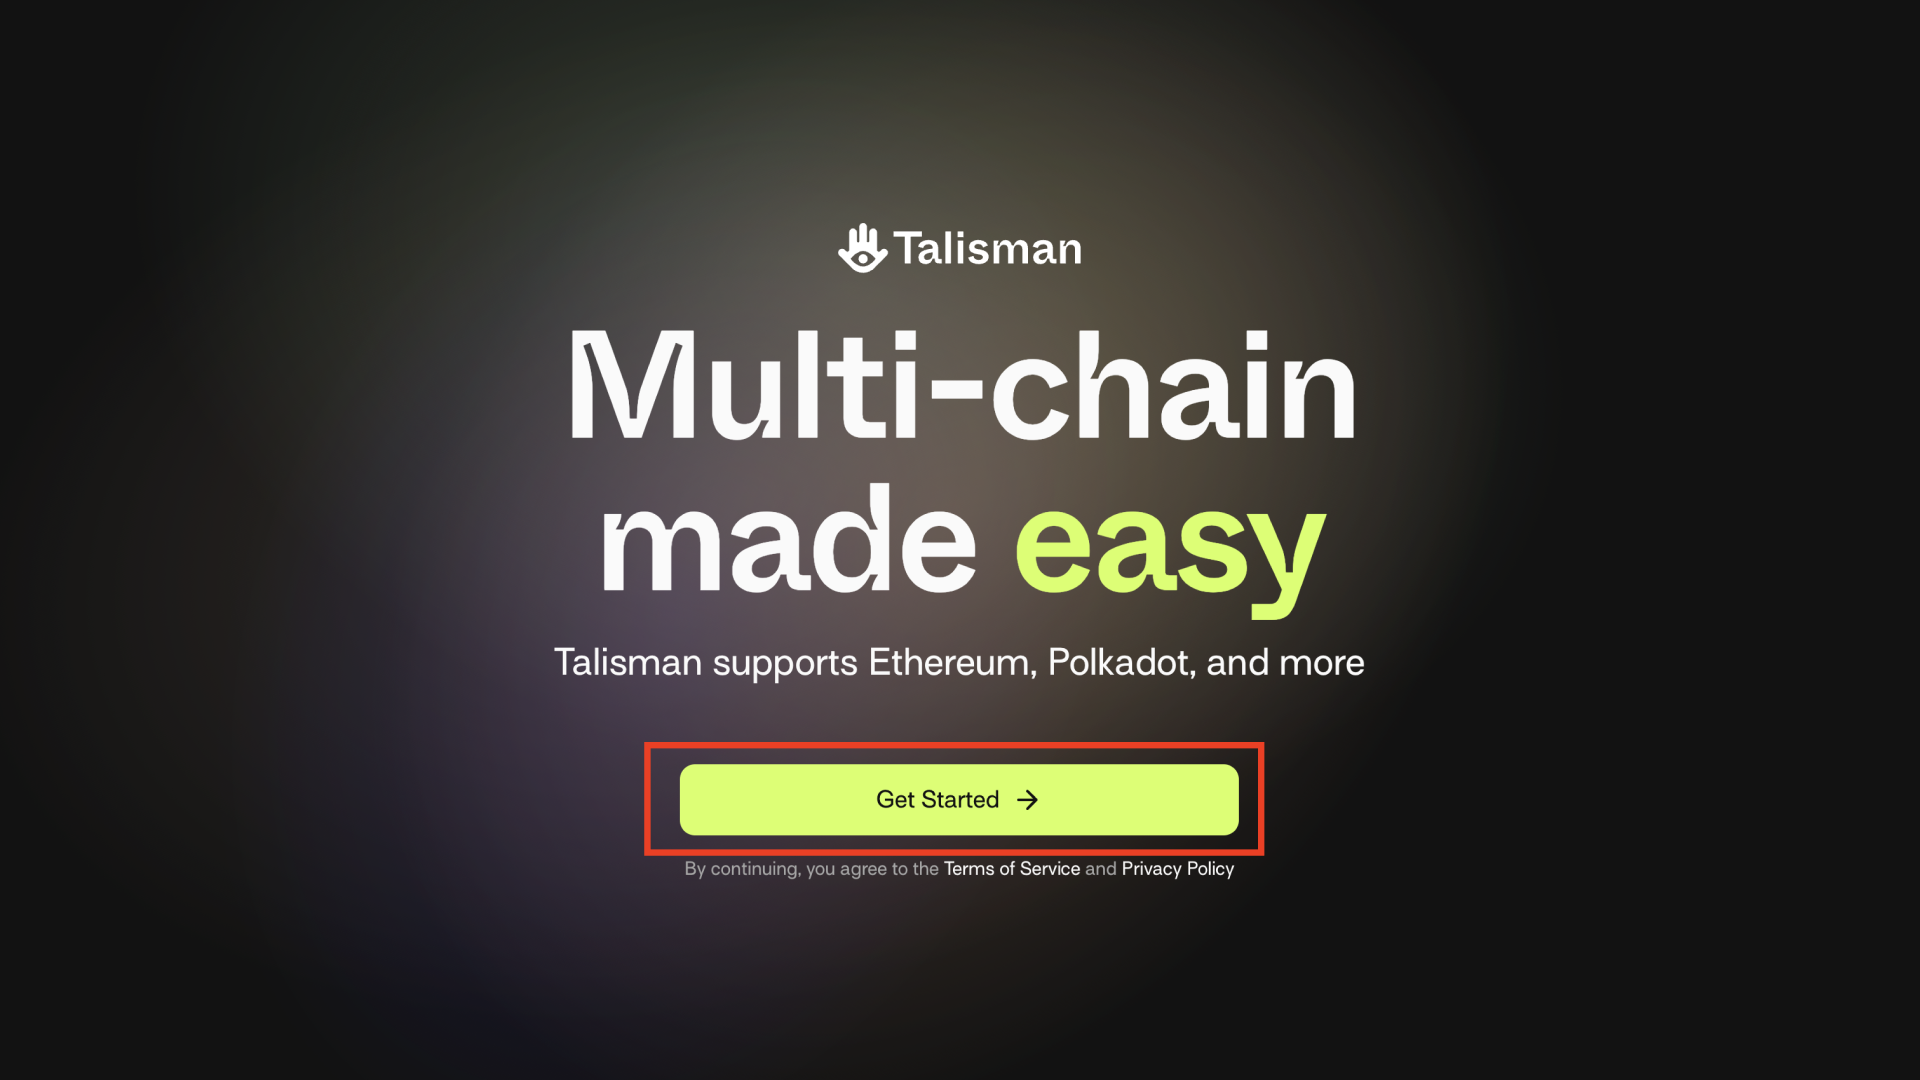 Talisman
Multi-chain
made easy
Talisman supports Ethereum, Polkadot, and more
Get Started
By continuing, you agree to the Terms of Service and Privacy Policy